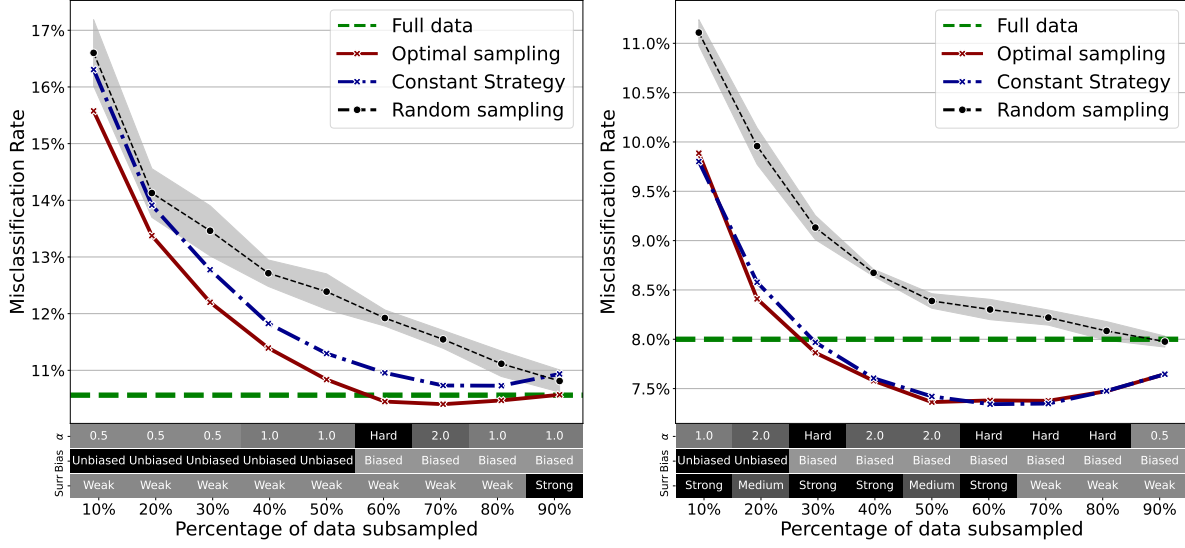 17%
16%
15%
14%
13%
12%
11%
Misclassification Rate
Full data
Optimal sampling
Constant Strategy
Random sampling
α
0.5 0.5 0.5 1.0 1.0 Hard 2.0 1.0 1.0
Bias
Unbiased Unbiased Unbiased Unbiased Unbiased Biased Biased Biased Biased
Surr
Weak Weak Weak Weak Weak Weak Weak Weak Strong
10% 20% 30% 40% 50% 60% 70% 80% 90%
Percentage of data subsampled
11.0%
10.5%
10.0%
9.5%
9.0%
8.5%
8.0%
7.5%
Misclassification Rate
Full data
Optimal sampling
Constant Strategy
Random sampling
α
1.0 2.0 Hard 2.0 2.0 Hard Hard Hard 0.5
Bias
Unbiased Unbiased Biased Biased Biased Biased Biased Biased Biased
Surr
Strong Medium Strong Strong Medium Strong Weak Weak Weak
10% 20% 30% 40% 50% 60% 70% 80% 90%
Percentage of data subsampled